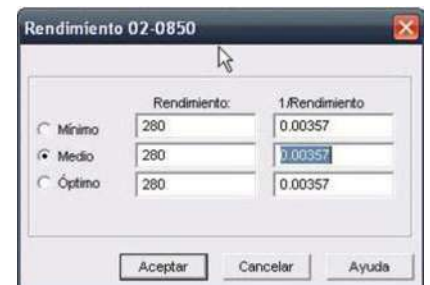 Rendimiento 02-0850
Rendimiento: 1/Rendimiento
Mínimo 280 0.00357
Medio 280 0.00357
Óptimo 280 0.00357
Aceptar Cancelar Ayuda